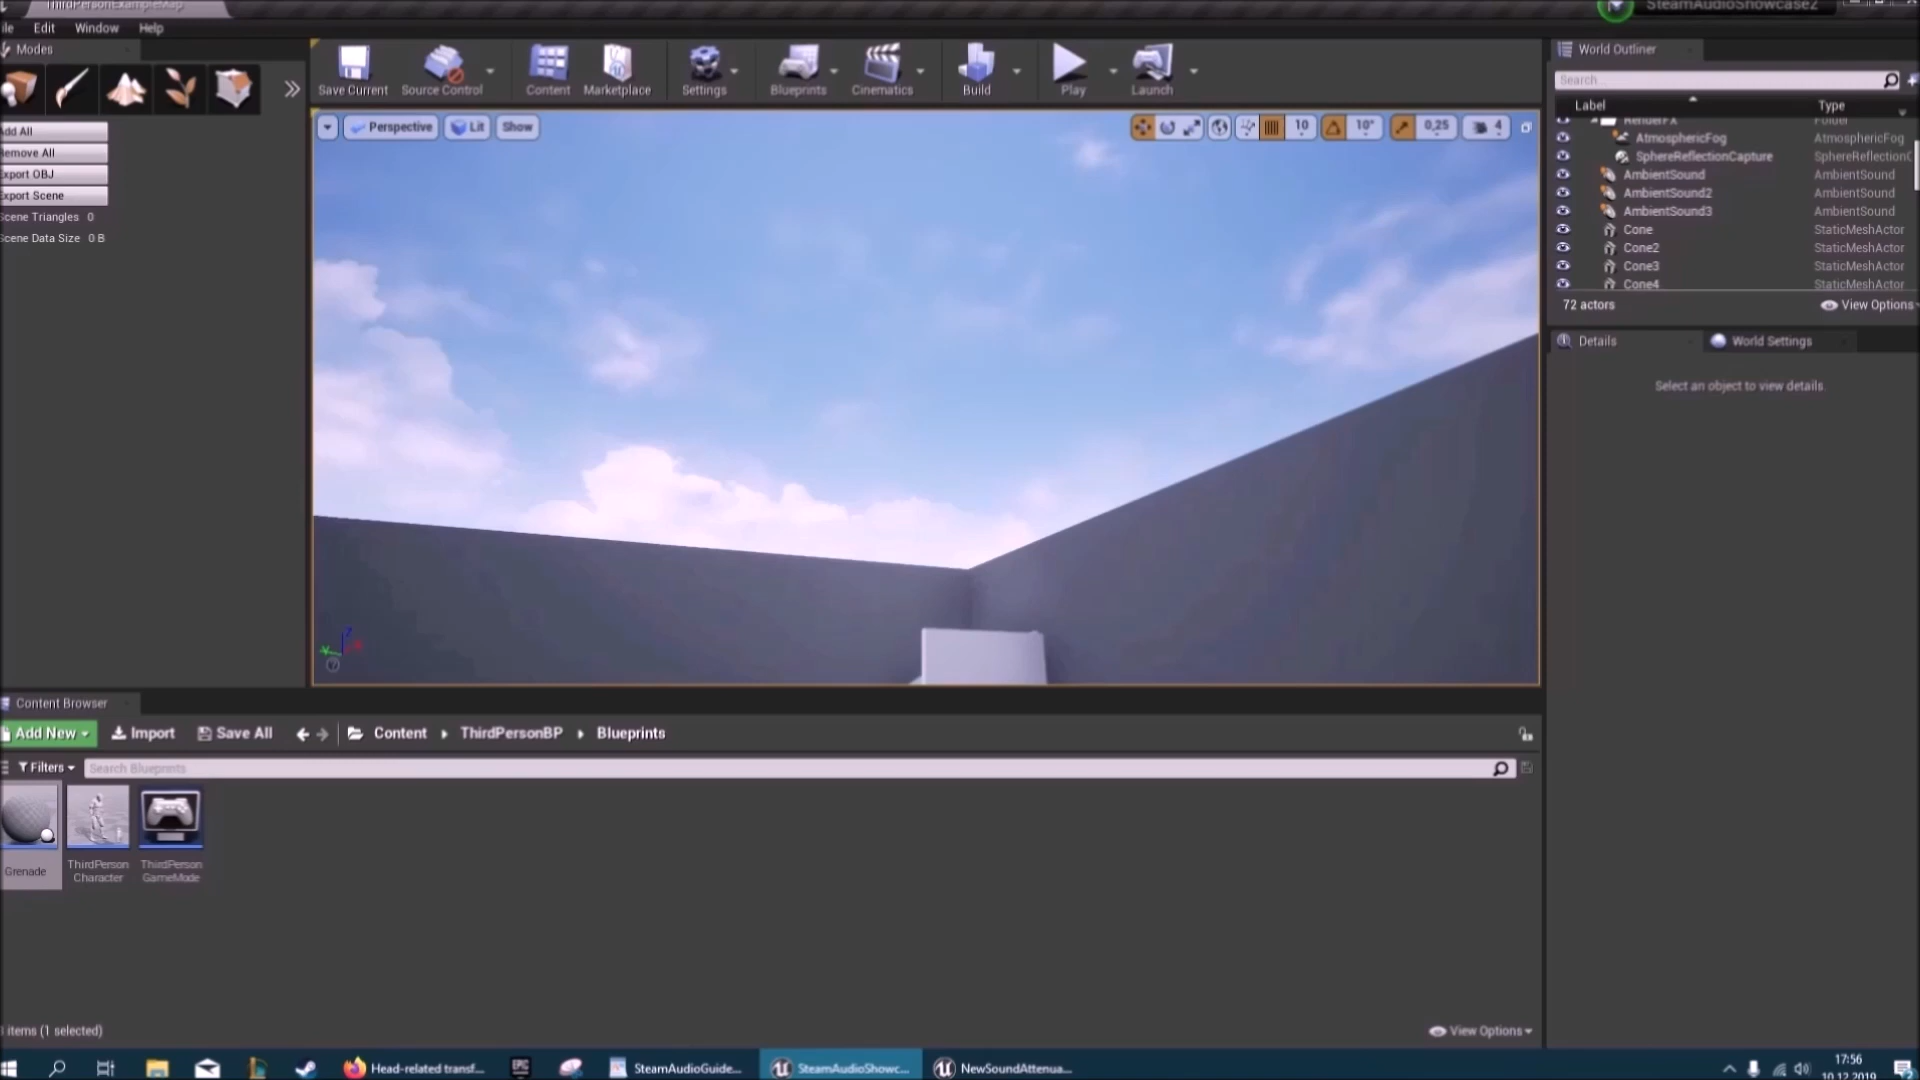 ThirdPersonExampleMap
SteamAudioShowcase2
ile Edit Window Help
Modes
Save Current
Source Control
Content
Marketplace
Settings
Blueprints
Cinematics
Build
Play
Launch
World Outliner
Search...
Label
Type
RenderFX
Folder
AtmosphericFog
AtmosphericFog
SphereReflectionCapture
SphereReflectionC
AmbientSound
AmbientSound
AmbientSound2
AmbientSound
AmbientSound3
AmbientSound
Cone
StaticMeshActor
Cone2
StaticMeshActor
Cone3
StaticMeshActor
Cone4
StaticMeshActor
72 actors
View Options
Add All
Remove All
Export OBJ
Export Scene
Scene Triangles 0
Scene Data Size 0 B
Perspective
Lit
Show
10
10°
0,25
4
Details
World Settings
Select an object to view details.
Content Browser
Add New
Import
Save All
Content
ThirdPersonBP
Blueprints
Filters
Search Blueprints
Grenade
ThirdPerson
Character
ThirdPerson
GameMode
items (1 selected)
View Options
Head-related transf...
EPIC
SteamAudioGuide...
SteamAudioShowc...
NewSoundAttenua...
17:56
10.12.2019